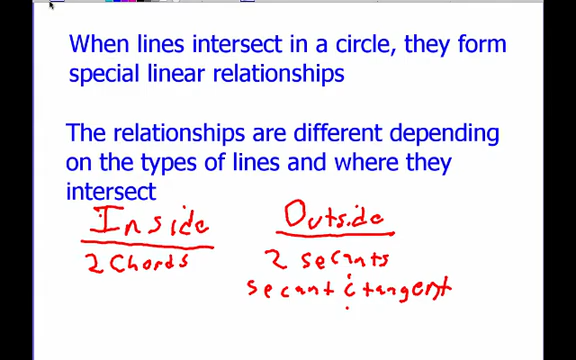 When lines intersect in a circle, they form
special linear relationships
The relationships are different depending
on the types of lines and where they
intersect
Inside
2 Chords
Outside
2 secants
secant & tangent